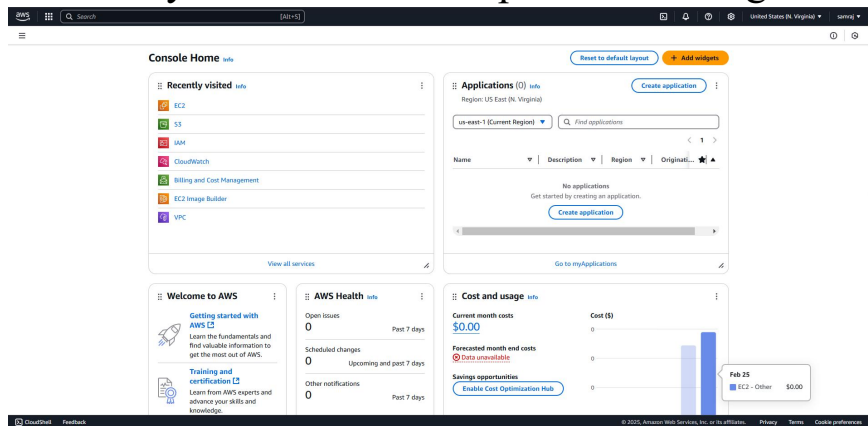 aws
Search [Alt+S]
United States (N. Virginia) ▼ samraj ▼
Console Home Info
Reset to default layout
+ Add widgets
Recently visited Info
EC2
S3
IAM
CloudWatch
Billing and Cost Management
EC2 Image Builder
VPC
View all services
Applications (0) Info
Create application
Region: US East (N. Virginia)
us-east-1 (Current Region) ▼
Find applications
1
Name Description Region Originati...
No applications
Get started by creating an application.
Create application
Go to myApplications
Welcome to AWS
Getting started with
AWS
Learn the fundamentals and
find valuable information to
get the most out of AWS.
Training and
certification
Learn from AWS experts and
advance your skills and
knowledge.
AWS Health Info
Open issues
0 Past 7 days
Scheduled changes
0 Upcoming and past 7 days
Other notifications
0 Past 7 days
Cost and usage Info
Current month costs
$0.00
Forecasted month end costs
Data unavailable
Savings opportunities
Enable Cost Optimization Hub
Cost ($)
0
0
0
Feb 25
EC2 - Other $0.00
CloudShell Feedback
© 2025, Amazon Web Services, Inc. or its affiliates. Privacy Terms Cookie preferences